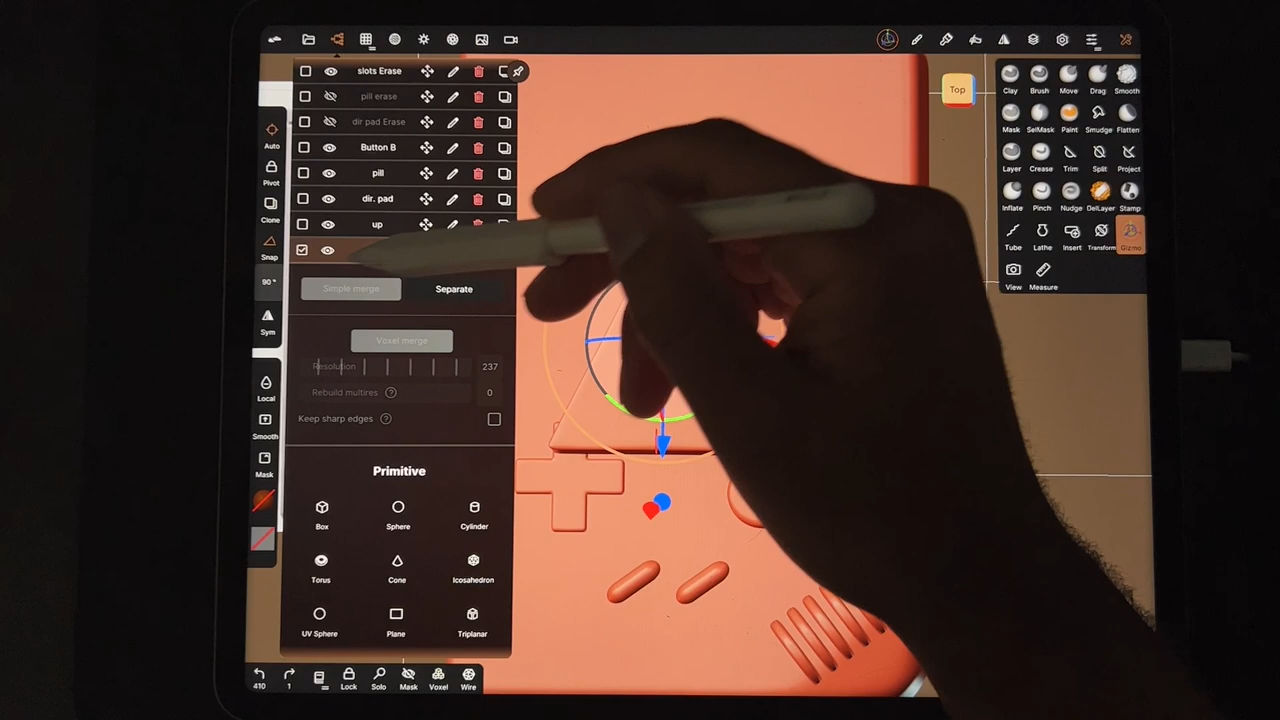 slots Erase
pill erase
dir pad Erase
Button B
pill
dir. pad
up
Simple merge Separate
Voxel merge
Resolution 237
Rebuild multires ? 0
Keep sharp edges ?
Primitive
Box Sphere Cylinder
Torus Cone Icosahedron
UV Sphere Plane Triplanar
Auto
Pivot
Clone
Snap
90°
Sym
Local
Smooth
Mask
410 1 Lock Solo Mask Voxel Wire
Top
Clay Brush Move Drag Smooth
Mask SelMask Paint Smudge Flatten
Layer Crease Trim Split Project
Inflate Pinch Nudge DelLayer Stamp
Tube Lathe Insert Transform Gizmo
View Measure